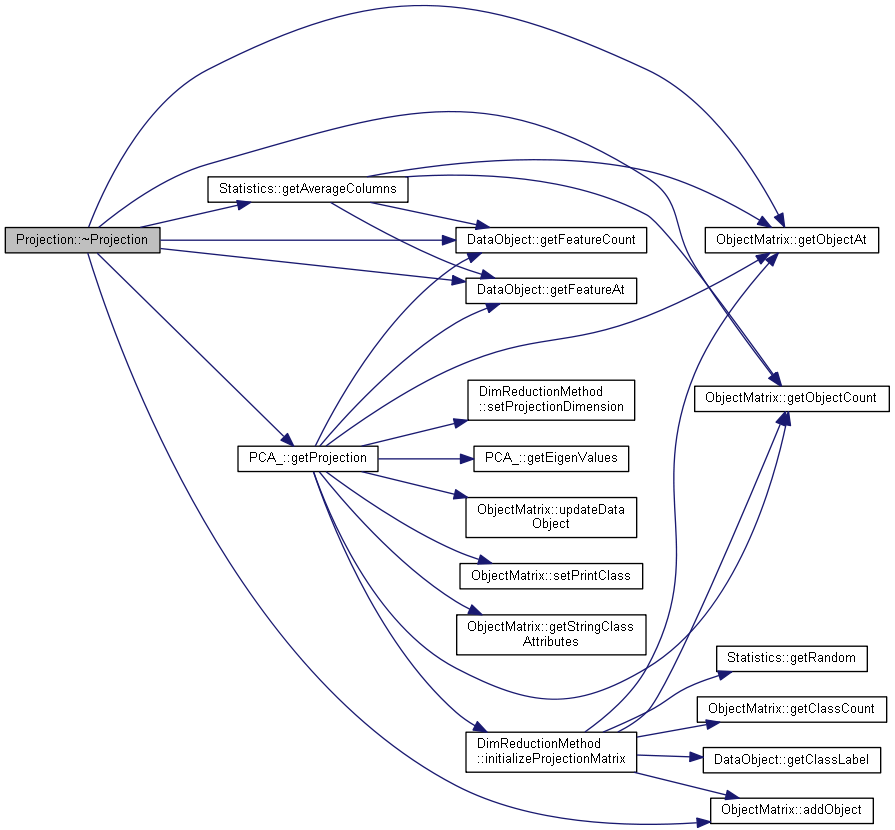 Projection::~Projection
Statistics::getAverageColumns
DataObject::getFeatureCount
DataObject::getFeatureAt
ObjectMatrix::getObjectAt
ObjectMatrix::getObjectCount
PCA_::getProjection
DimReductionMethod
::setProjectionDimension
PCA_::getEigenValues
ObjectMatrix::updateData
Object
ObjectMatrix::setPrintClass
ObjectMatrix::getStringClass
Attributes
DimReductionMethod
::initializeProjectionMatrix
Statistics::getRandom
ObjectMatrix::getClassCount
DataObject::getClassLabel
ObjectMatrix::addObject